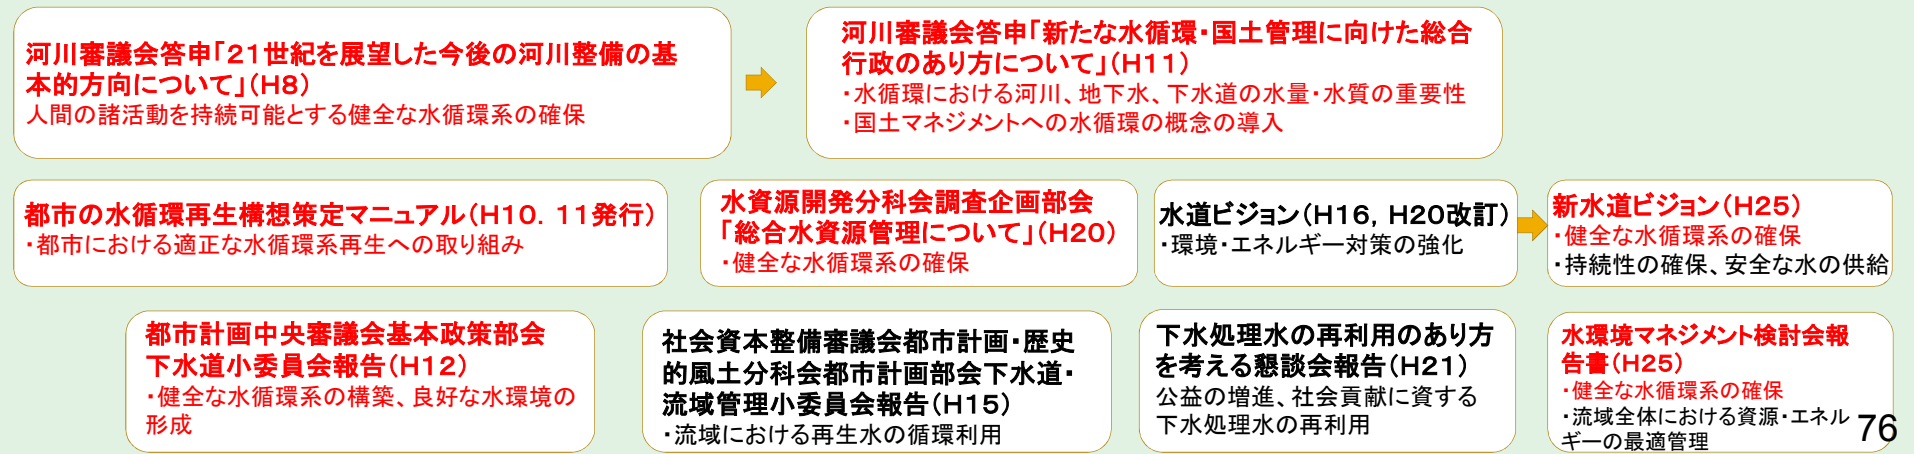 河川審議会答申「21世紀を展望した今後の河川整備の基
本的方向について」(H8)
人間の諸活動を持続可能とする健全な水循環系の確保
河川審議会答申「新たな水循環・国土管理に向けた総合
行政のあり方について」(H11)
・水循環における河川、地下水、下水道の水量・水質の重要性
・国土マネジメントへの水循環の概念の導入
都市の水循環再生構想策定マニュアル(H10．11発行)
・都市における適正な水循環系再生への取り組み
水資源開発分科会調査企画部会
「総合水資源管理について」(H20)
・健全な水循環系の確保
水道ビジョン(H16，H20改訂)
・環境・エネルギー対策の強化
新水道ビジョン(H25)
・健全な水循環系の確保
・持続性の確保、安全な水の供給
都市計画中央審議会基本政策部会
下水道小委員会報告(H12)
・健全な水循環系の構築、良好な水環境の
形成
社会資本整備審議会都市計画・歴史
的風土分科会都市計画部会下水道・
流域管理小委員会報告(H15)
・流域における再生水の循環利用
下水処理水の再利用のあり方
を考える懇談会報告(H21)
公益の増進、社会貢献に資する
下水処理水の再利用
水環境マネジメント検討会報
告書(H25)
・健全な水循環系の確保
・流域全体における資源・エネル
ギーの最適管理
76